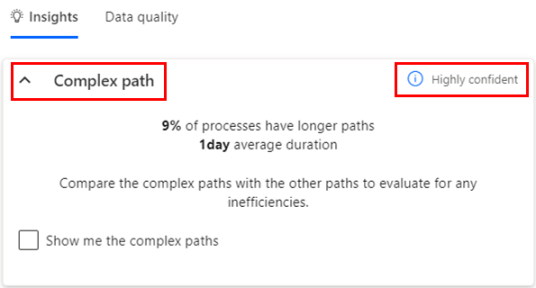 Insights Data quality
Complex path Highly confident
9% of processes have longer paths
1day average duration
Compare the complex paths with the other paths to evaluate for any
inefficiencies.
Show me the complex paths